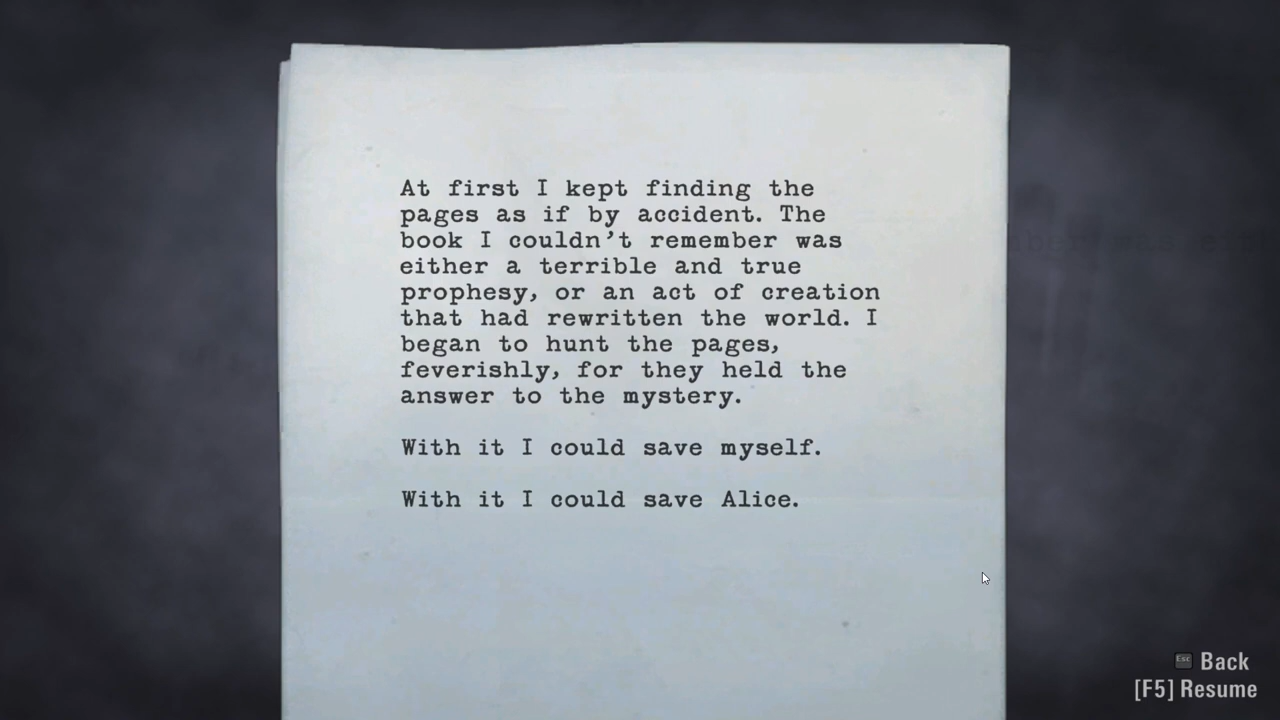 At first I kept finding the
pages as if by accident. The
book I couldn't remember was
either a terrible and true
prophesy, or an act of creation
that had rewritten the world. I
began to hunt the pages,
feverishly, for they held the
answer to the mystery.
With it I could save myself.
With it I could save Alice.
Esc Back
[F5] Resume